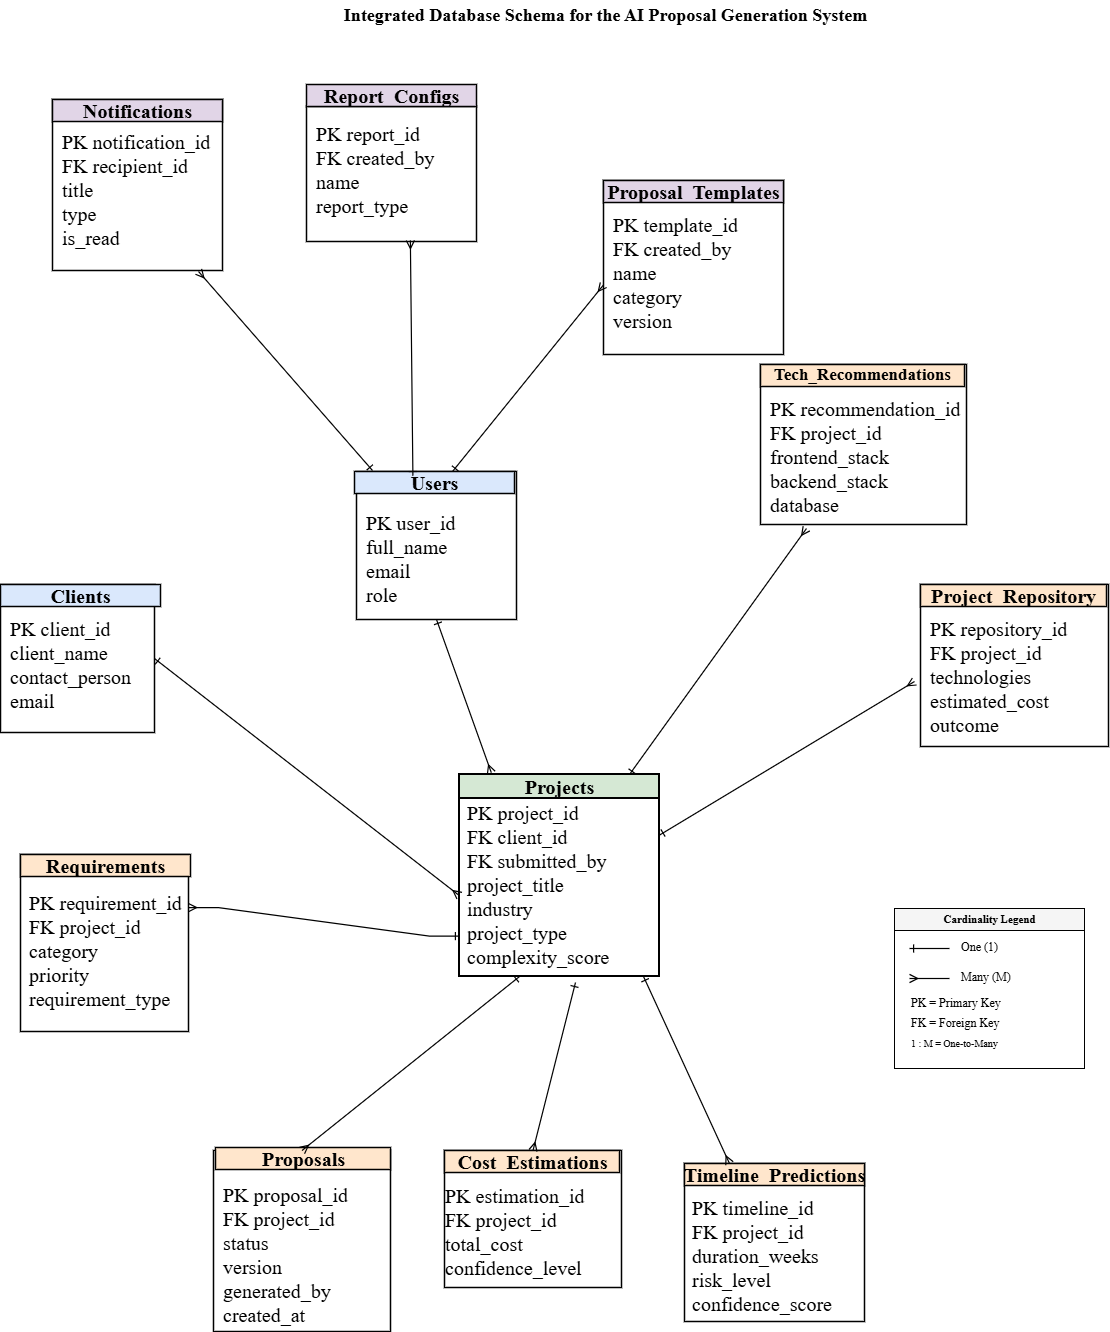 Integrated Database Schema for the AI Proposal Generation System
Notifications
PK notification_id
FK recipient_id
title
type
is_read
Report_Configs
PK report_id
FK created_by
name
report_type
Proposal_Templates
PK template_id
FK created_by
name
category
version
Tech_Recommendations
PK recommendation_id
FK project_id
frontend_stack
backend_stack
database
Users
PK user_id
full_name
email
role
Clients
PK client_id
client_name
contact_person
email
Project_Repository
PK repository_id
FK project_id
technologies
estimated_cost
outcome
Projects
PK project_id
FK client_id
FK submitted_by
project_title
industry
project_type
complexity_score
Requirements
PK requirement_id
FK project_id
category
priority
requirement_type
Cardinality Legend
One (1)
Many (M)
PK = Primary Key
FK = Foreign Key
1 : M = One-to-Many
Proposals
PK proposal_id
FK project_id
status
version
generated_by
created_at
Cost_Estimations
PK estimation_id
FK project_id
total_cost
confidence_level
Timeline_Predictions
PK timeline_id
FK project_id
duration_weeks
risk_level
confidence_score